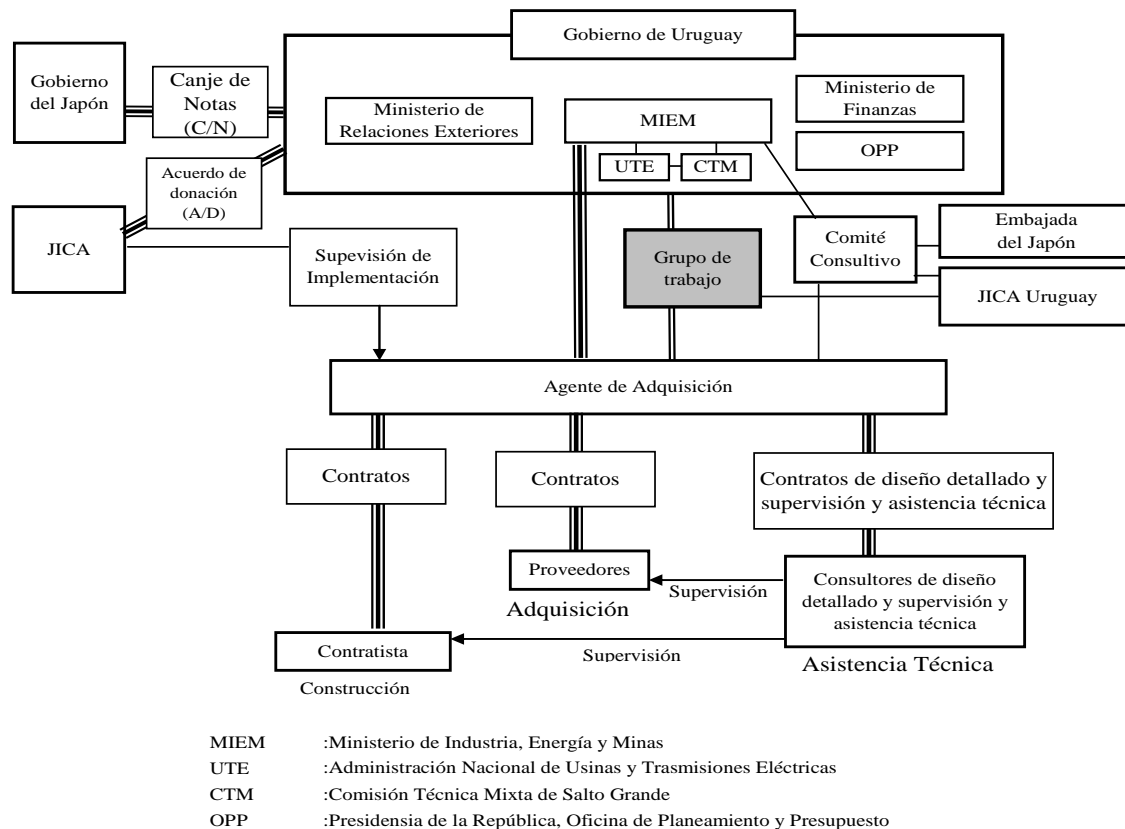 Gobierno de Uruguay
Gobierno
del Japón
Canje de
Notas
(C/N)
Ministerio de
Relaciones Exteriores
MIEM
UTE
CTM
Ministerio de
Finanzas
OPP
Acuerdo de
donación
(A/D)
JICA
Supevisión de
Implementación
Grupo de
trabajo
Comité
Consultivo
Embajada
del Japón
JICA Uruguay
Agente de Adquisición
Contratos
Contratos
Contratos de diseño detallado y
supervisión y asistencia técnica
Proveedores
Adquisición
Supervisión
Consultores de diseño
detallado y supervisión y
asistencia técnica
Asistencia Técnica
Contratista
Construcción
Supervisión
MIEM :Ministerio de Industria, Energía y Minas
UTE :Administración Nacional de Usinas y Trasmisiones Eléctricas
CTM :Comisión Técnica Mixta de Salto Grande
OPP :Presidensia de la República, Oficina de Planeamiento y Presupuesto